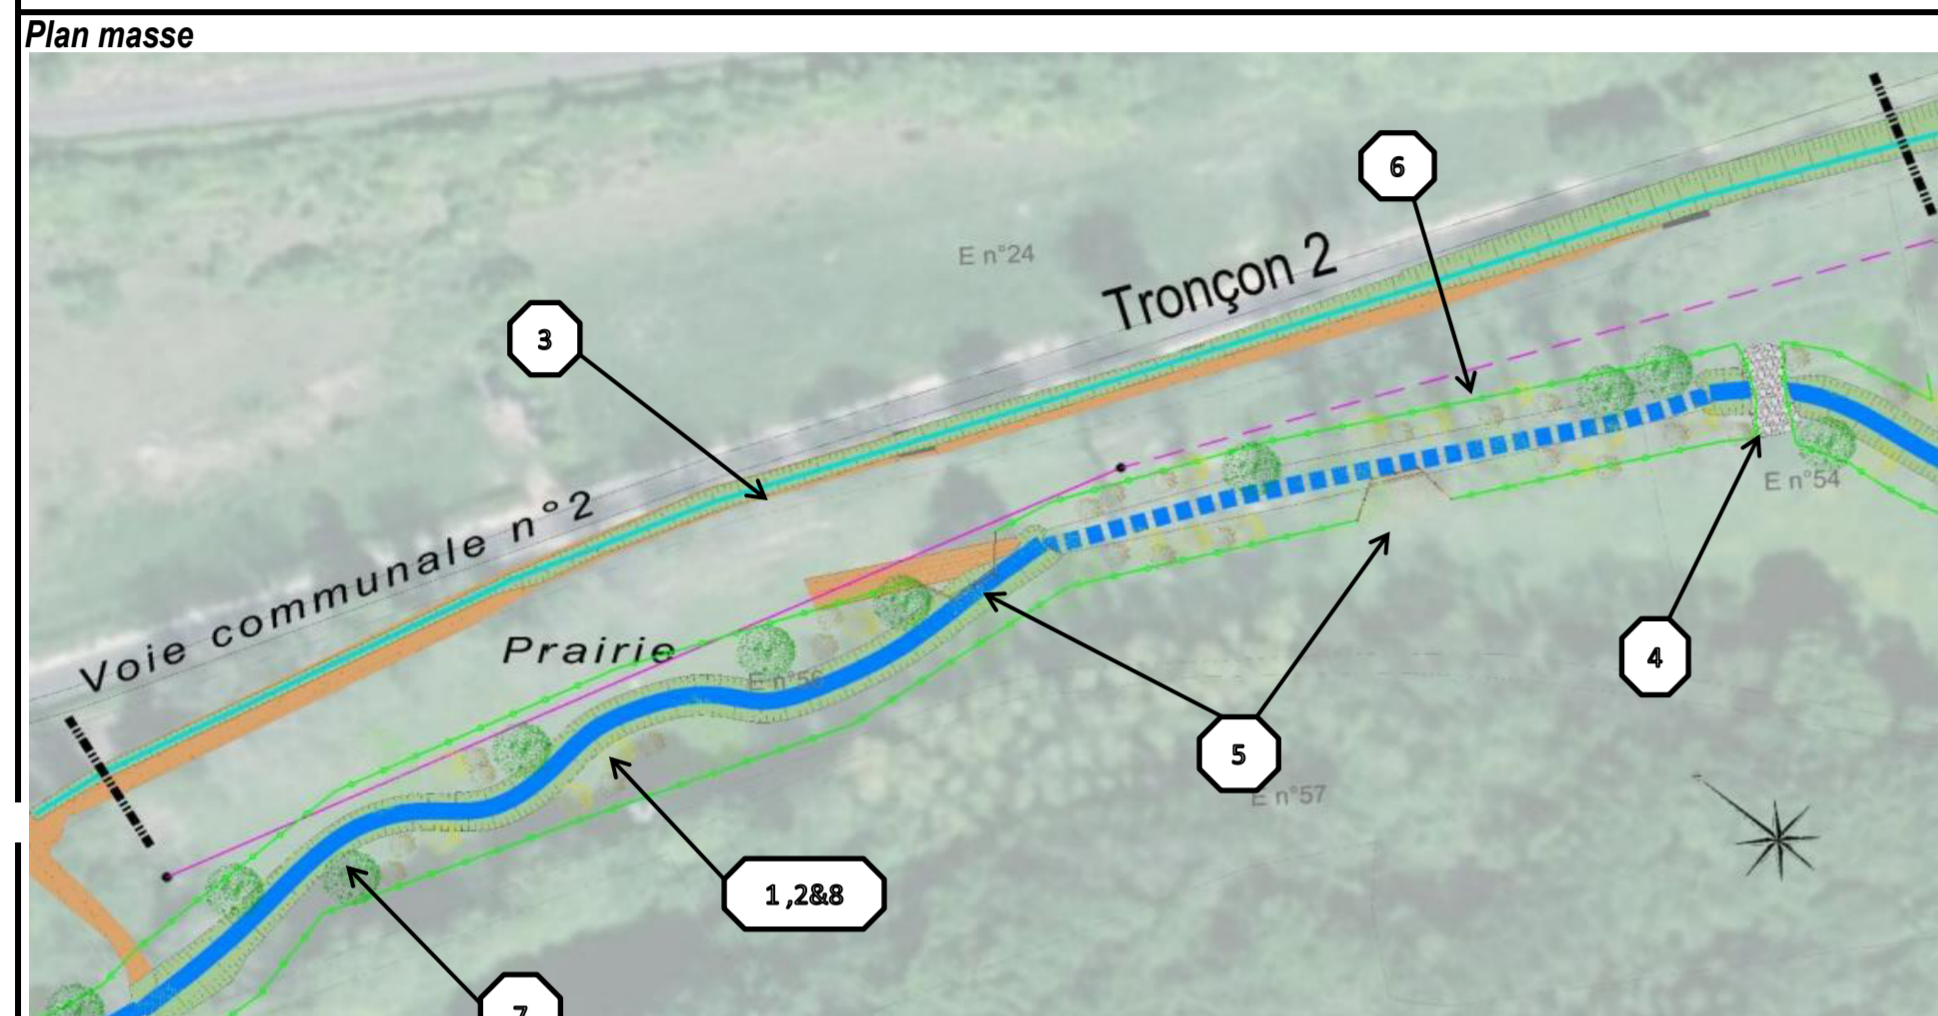 Plan masse
6
E n°24
Tronçon 2
3
Voie communale n°2
E n°54
Prairie
4
E n°56
5
E n°57
1 ,2&8
7